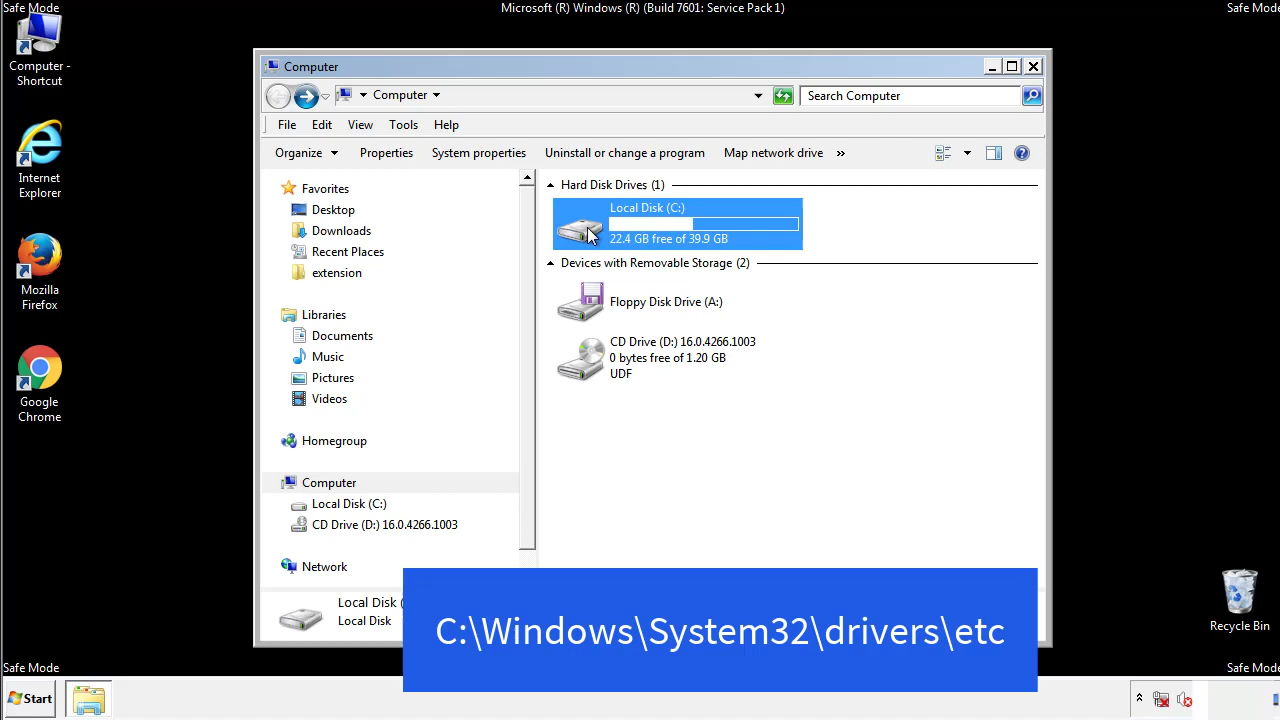 Safe Mode
Microsoft (R) Windows (R) (Build 7601: Service Pack 1)
Safe Mode
Computer -
Shortcut
Internet
Explorer
Mozilla
Firefox
Google
Chrome
Computer
Computer
Search Computer
File Edit View Tools Help
Organize Properties System properties Uninstall or change a program Map network drive »
Favorites
Desktop
Downloads
Recent Places
extension
Libraries
Documents
Music
Pictures
Videos
Homegroup
Computer
Local Disk (C:)
CD Drive (D:) 16.0.4266.1003
Network
Hard Disk Drives (1)
Local Disk (C:)
22.4 GB free of 39.9 GB
Devices with Removable Storage (2)
Floppy Disk Drive (A:)
CD Drive (D:) 16.0.4266.1003
0 bytes free of 1.20 GB
UDF
Local Disk (
Local Disk
C:\Windows\System32\drivers\etc
Recycle Bin
Safe Mode
Safe Mode
Start